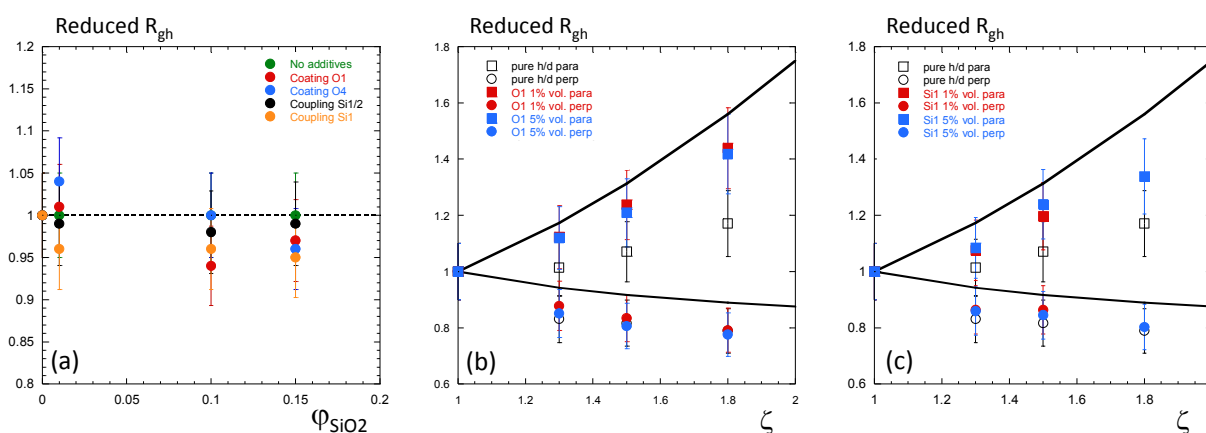 Reduced Rgh
1.2
1.15
1.1
1.05
1
0.95
0.9
0.85
0.8
No additives
Coating O1
Coating O4
Coupling Si1/2
Coupling Si1
(a)
0
0.05
0.1
0.15
0.2
φSiO2
Reduced Rgh
1.8
1.6
1.4
1.2
1
0.8
0.6
pure h/d para
pure h/d perp
O1 1% vol. para
O1 1% vol. perp
O1 5% vol. para
O1 5% vol. perp
(b)
1
1.2
1.4
1.6
1.8
2
ζ
Reduced Rgh
1.8
1.6
1.4
1.2
1
0.8
0.6
pure h/d para
pure h/d perp
Si1 1% vol. para
Si1 1% vol. perp
Si1 5% vol. para
Si1 5% vol. perp
(c)
1
1.2
1.4
1.6
1.8
ζ